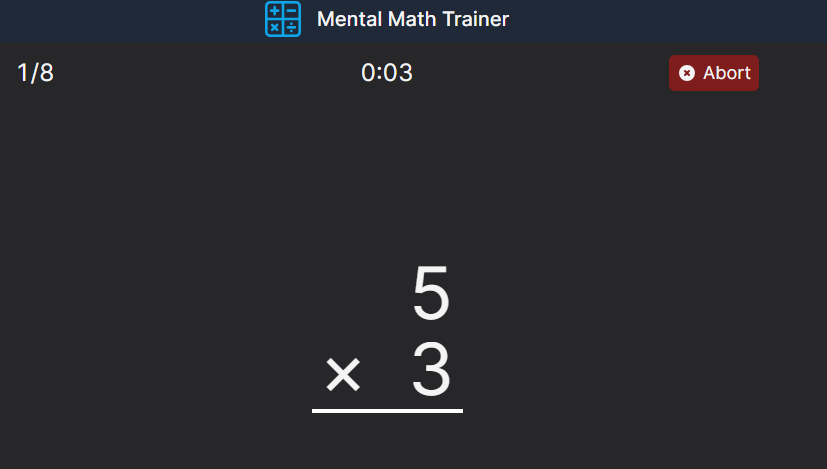 Mental Math Trainer
1/8 0:03 Abort
5
× 3